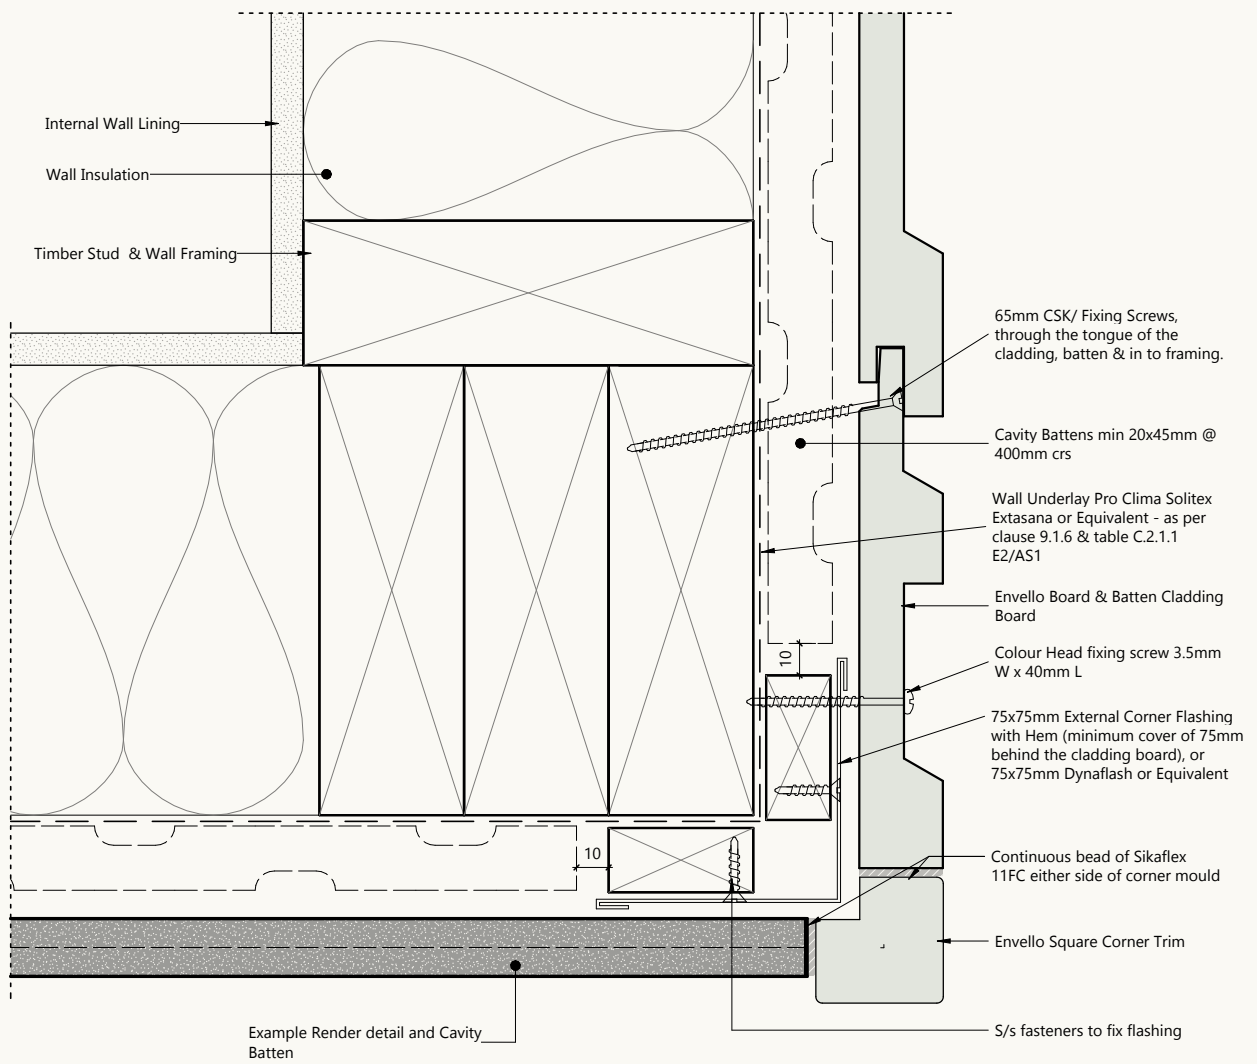 Internal Wall Lining
Wall Insulation
Timber Stud  & Wall Framing
65mm CSK/ Fixing Screws,
through the tongue of the
cladding, batten & in to framing.
Cavity Battens min 20x45mm @
400mm crs
Wall Underlay Pro Clima Solitex
Extasana or Equivalent - as per
clause 9.1.6 & table C.2.1.1
E2/AS1
Envello Board & Batten Cladding
Board
10
Colour Head fixing screw 3.5mm
W x 40mm L
75x75mm External Corner Flashing
with Hem (minimum cover of 75mm
behind the cladding board), or
75x75mm Dynaflash or Equivalent
10
Continuous bead of Sikaflex
11FC either side of corner mould
Envello Square Corner Trim
S/s fasteners to fix flashing
Example Render detail and Cavity
Batten